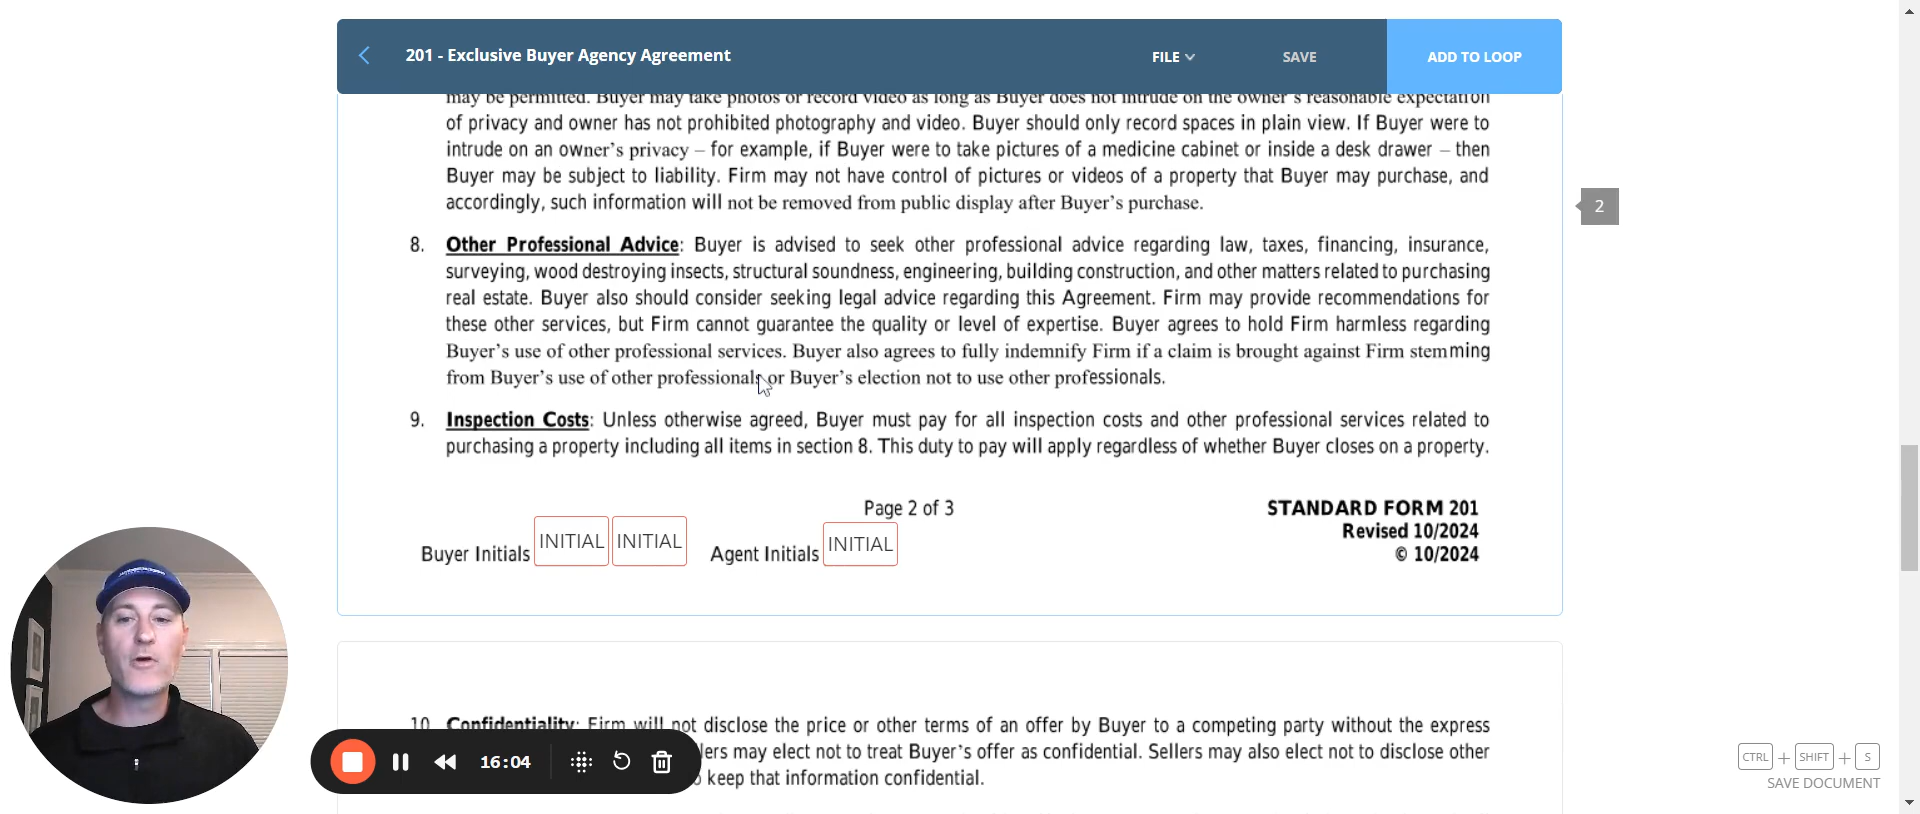 201 - Exclusive Buyer Agency Agreement
FILE
SAVE
ADD TO LOOP
may be permitted. Buyer may take photos or record video as long as Buyer does not intrude on the owner's reasonable expectation
of privacy and owner has not prohibited photography and video. Buyer should only record spaces in plain view. If Buyer were to
intrude on an owner's privacy – for example, if Buyer were to take pictures of a medicine cabinet or inside a desk drawer – then
Buyer may be subject to liability. Firm may not have control of pictures or videos of a property that Buyer may purchase, and
accordingly, such information will not be removed from public display after Buyer's purchase.
2
8. Other Professional Advice: Buyer is advised to seek other professional advice regarding law, taxes, financing, insurance,
surveying, wood destroying insects, structural soundness, engineering, building construction, and other matters related to purchasing
real estate. Buyer also should consider seeking legal advice regarding this Agreement. Firm may provide recommendations for
these other services, but Firm cannot guarantee the quality or level of expertise. Buyer agrees to hold Firm harmless regarding
Buyer's use of other professional services. Buyer also agrees to fully indemnify Firm if a claim is brought against Firm stemming
from Buyer's use of other professionals or Buyer's election not to use other professionals.
9. Inspection Costs: Unless otherwise agreed, Buyer must pay for all inspection costs and other professional services related to
purchasing a property including all items in section 8. This duty to pay will apply regardless of whether Buyer closes on a property.
Page 2 of 3
STANDARD FORM 201
Revised 10/2024
© 10/2024
Buyer Initials INITIAL INITIAL Agent Initials INITIAL
10. Confidentiality: Firm will not disclose the price or other terms of an offer by Buyer to a competing party without the express
may elect not to treat Buyer's offer as confidential. Sellers may also elect not to disclose other
keep that information confidential.
16:04
CTRL + SHIFT + S
SAVE DOCUMENT